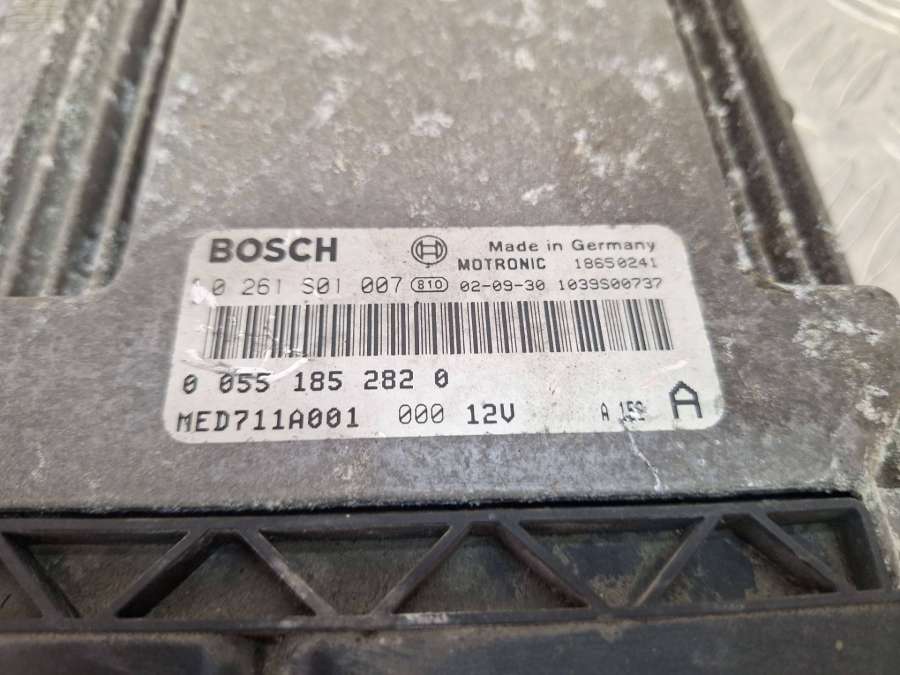 BOSCH Made in Germany
MOTRONIC 18650241
0 261 S01 007 810 02-09-30 1039S00737
0 055 185 282 0
MED711A001 000 12V A 159 A